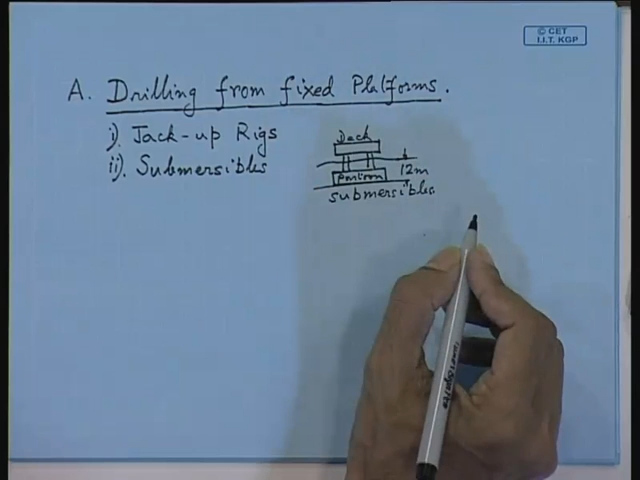 © CET
I.I.T. KGP
A. Drilling from fixed Platforms.
i). Jack-up Rigs
ii). Submersibles
Deck
12m
Pontoon
submersibles.